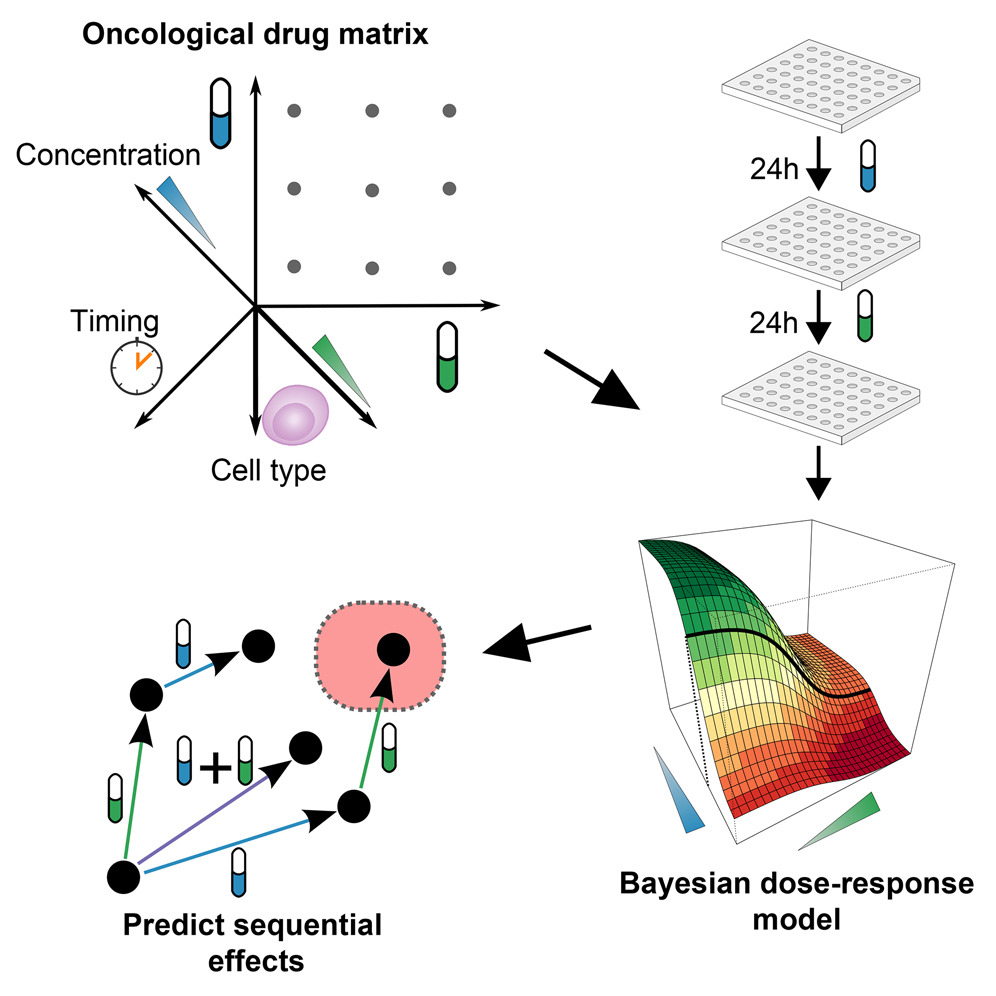 Oncological drug matrix
Concentration
Timing
Cell type
24h
24h
Bayesian dose-response
model
Predict sequential
effects
+